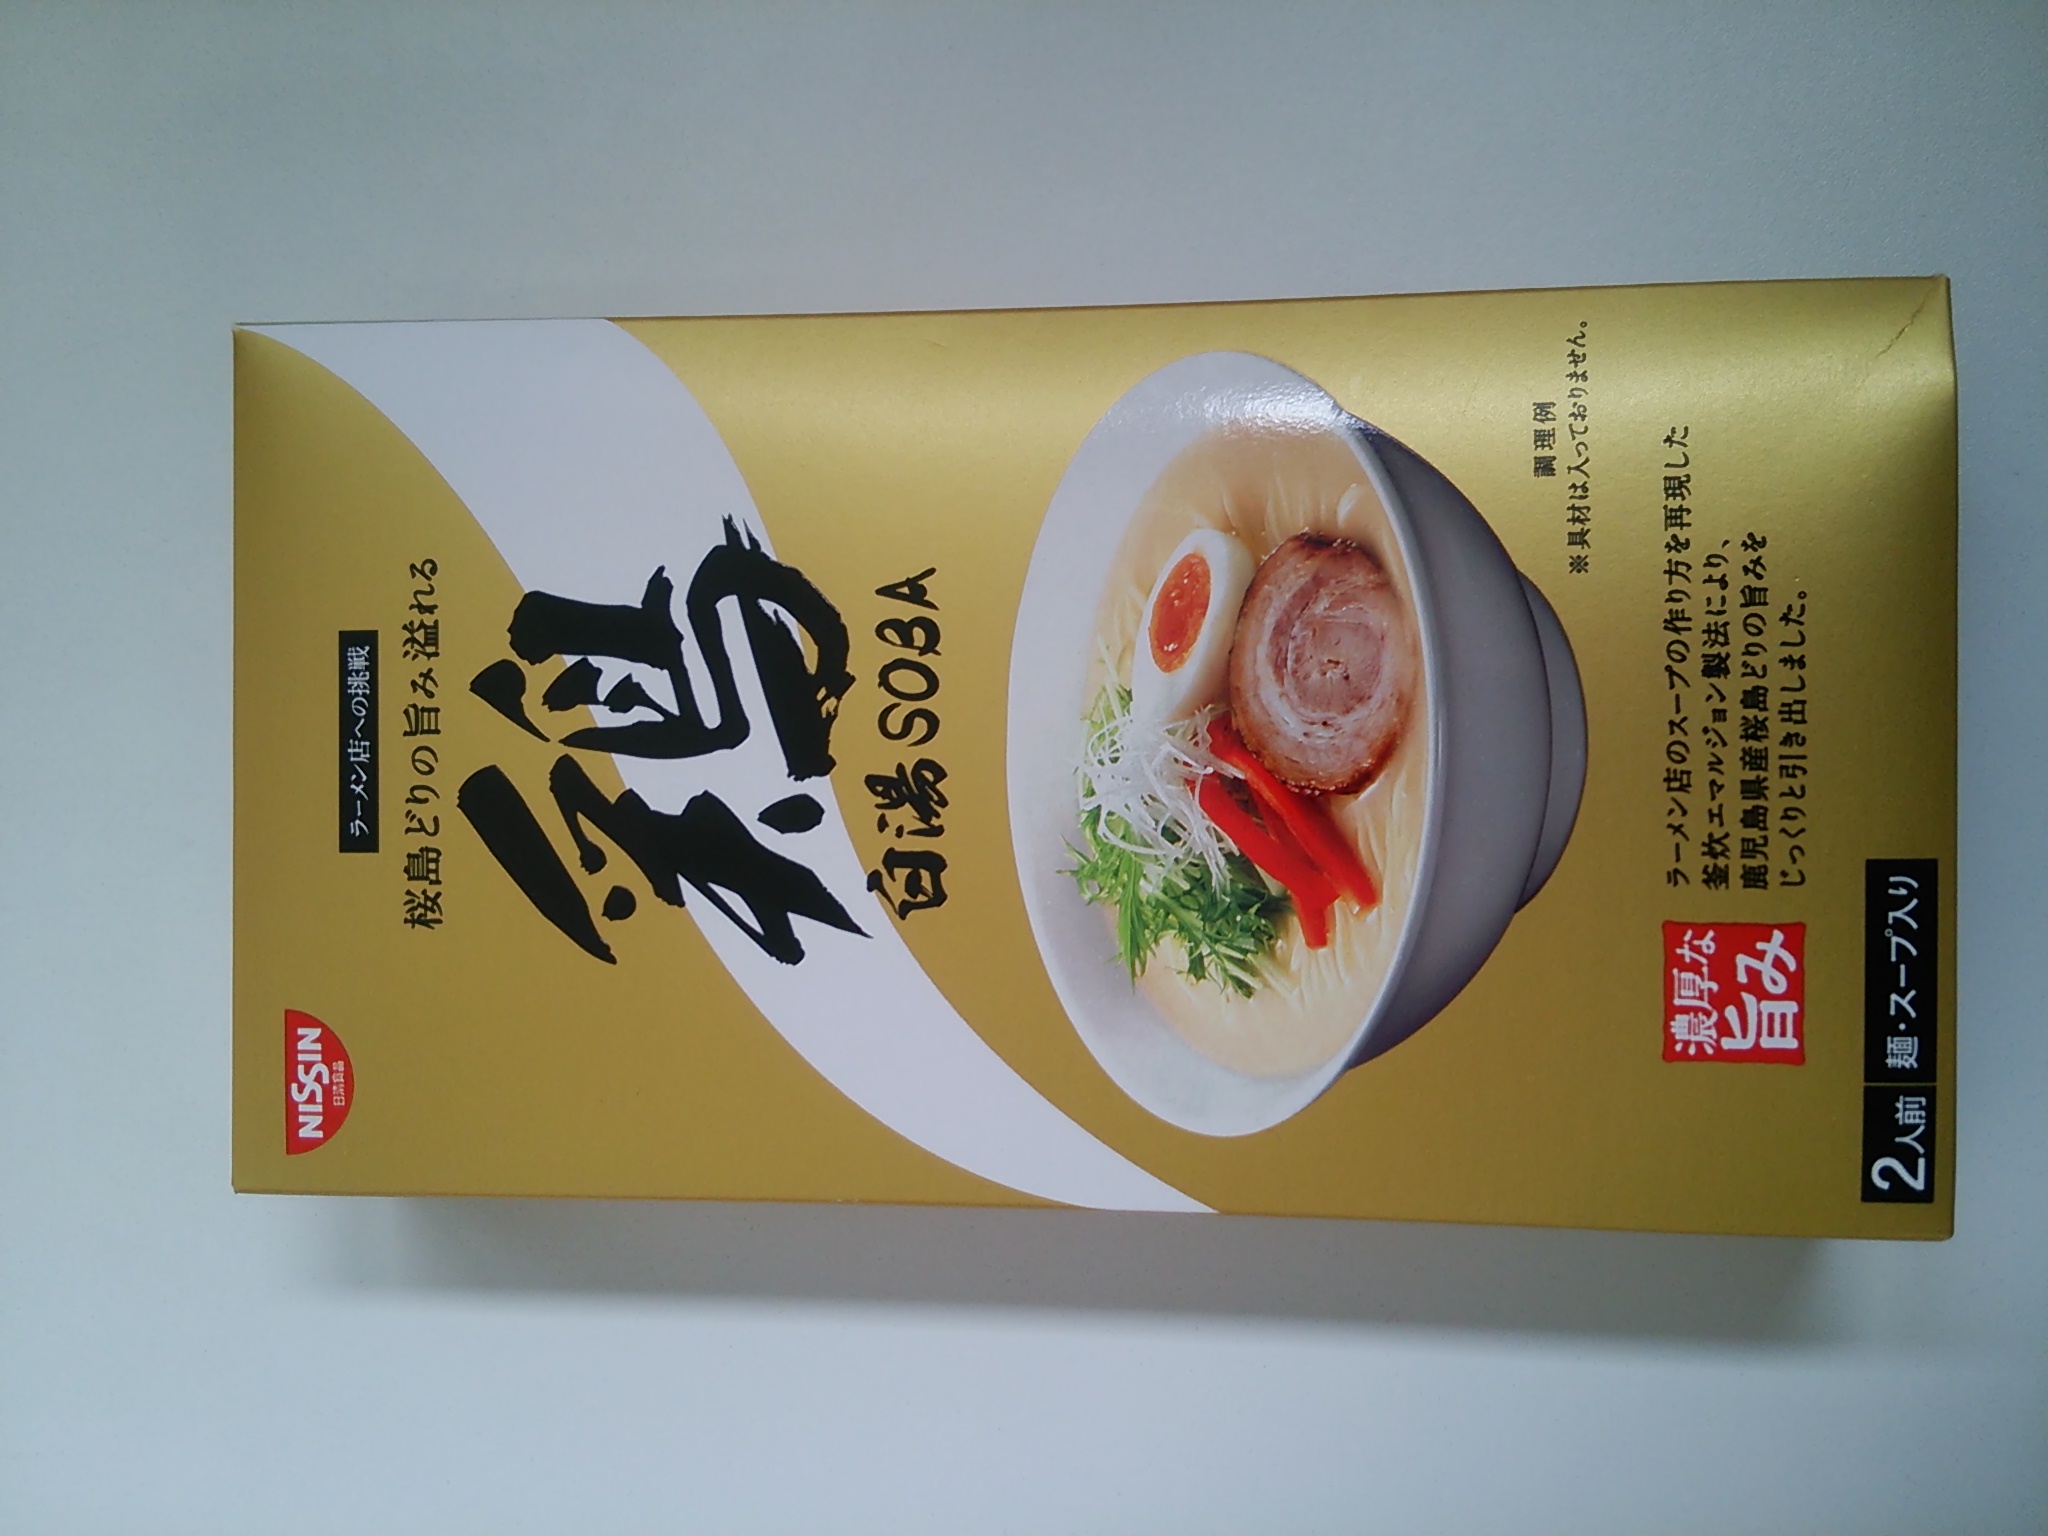 NISSIN
日清食品
ラーメン店への挑戦
桜島どりの旨み溢れる
鶏
白湯SOBA
調理例
※具材は入っておりません。
濃厚な
旨み
ラーメン店のスープの作り方を再現した
釜炊エマルジョン製法により、
鹿児島県産桜島どりの旨みを
じっくりと引き出しました。
2人前 麺・スープ入り